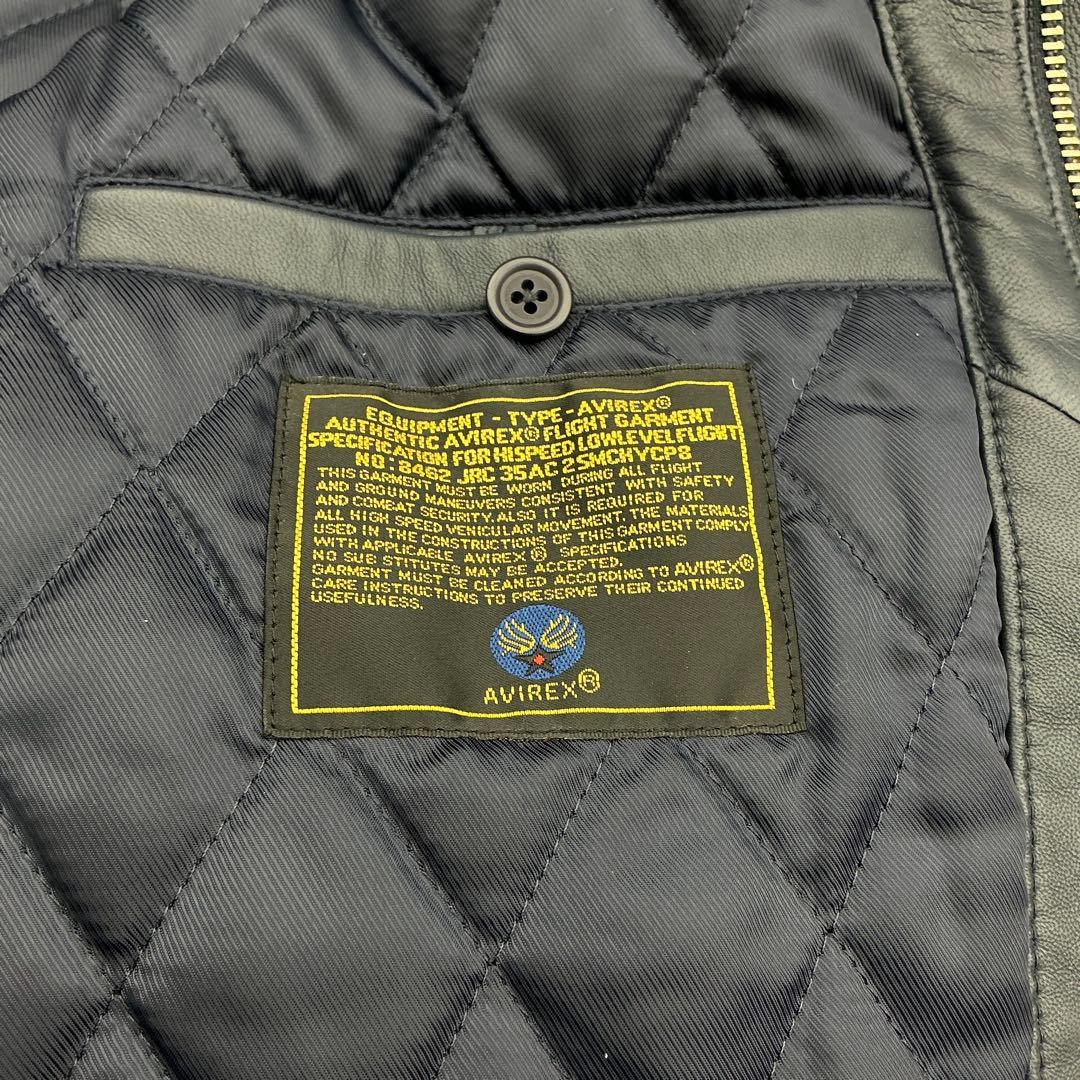 EQUIPMENT - TYPE - AVIREX®
AUTHENTIC AVIREX® FLIGHT GARMENT
SPECIFICATION FOR HISPEED LOWLEVEL FLIGHT
NO: 8462 JRC 35AC 2 SMCHYCP8
THIS GARMENT MUST BE WORN DURING ALL FLIGHT
AND GROUND MANEUVERS CONSISTENT WITH SAFETY
AND COMBAT SECURITY. ALSO IT IS REQUIRED FOR
ALL HIGH SPEED VEHICULAR MOVEMENT. THE MATERIALS
USED IN THE CONSTRUCTIONS OF THIS GARMENT COMPLY
WITH APPLICABLE AVIREX® SPECIFICATIONS
NO SUB STITUTES MAY BE ACCEPTED.
GARMENT MUST BE CLEANED ACCORDING TO AVIREX®
CARE INSTRUCTIONS TO PRESERVE THEIR CONTINUED
USEFULNESS.
AVIREX®